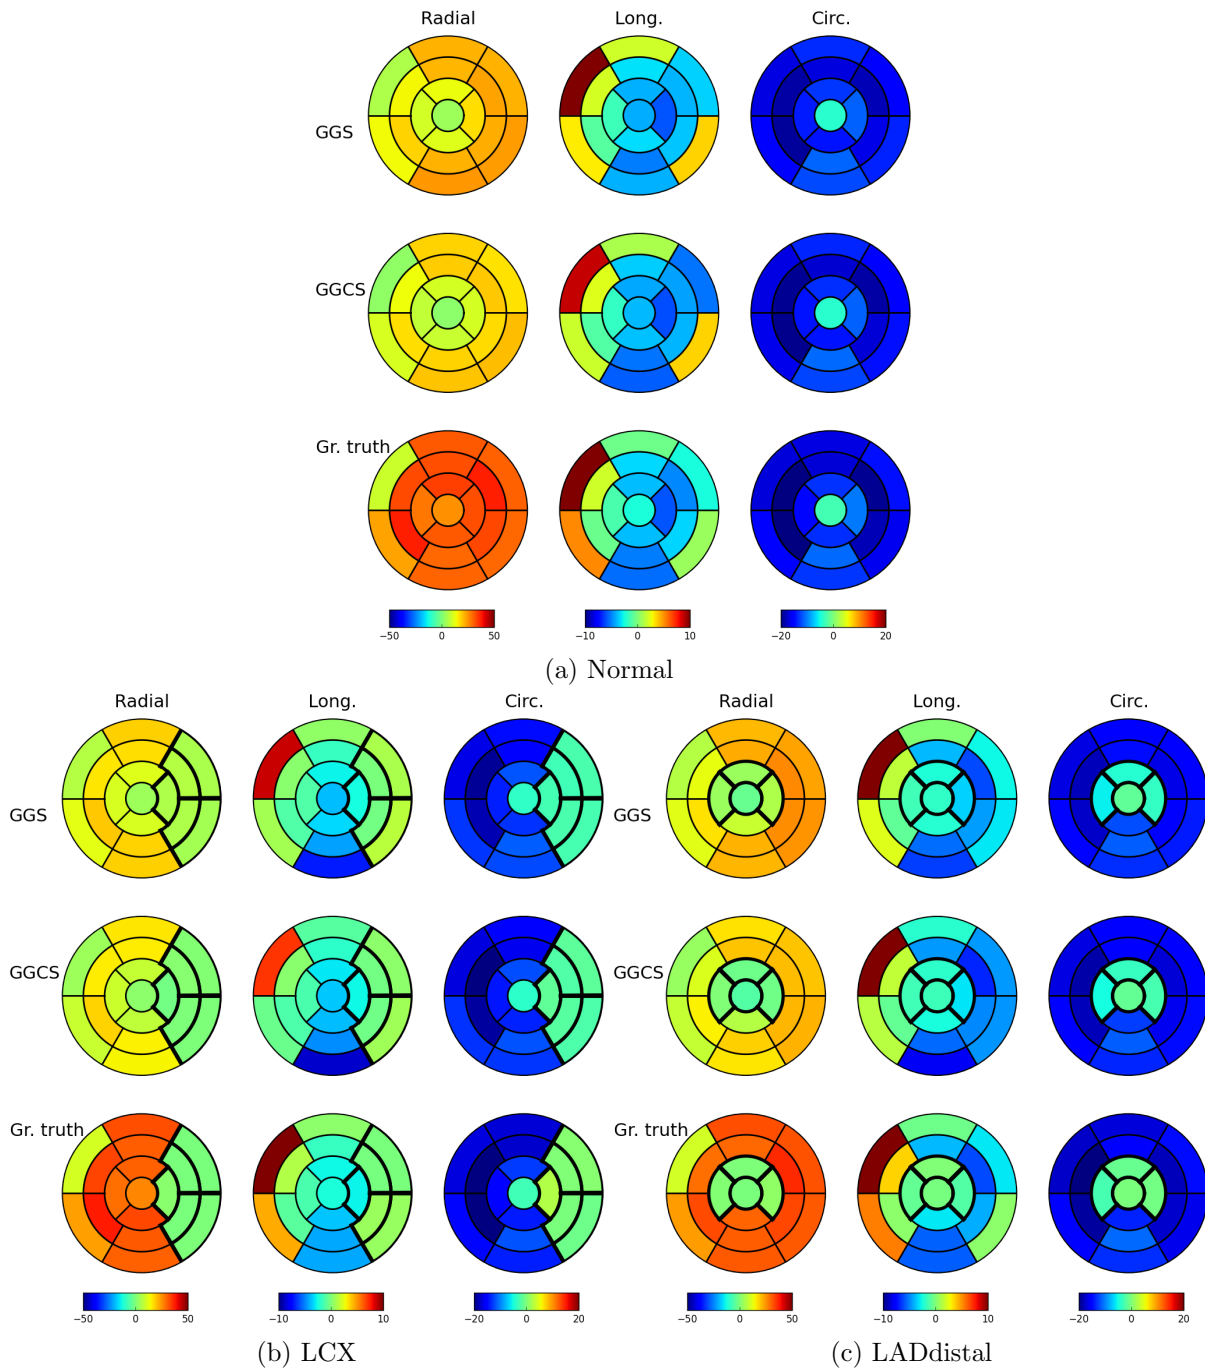 Radial Long. Circ.
GGS
GGCS
Gr. truth
−50 0 50 −10 0 10 −20 0 20
(a) Normal
Radial Long. Circ.
GGS
GGCS
Gr. truth
−50 0 50 −10 0 10 −20 0 20
(b) LCX
Radial Long. Circ.
GGS
GGCS
Gr. truth
−50 0 50 −10 0 10 −20 0 20
(c) LADdistal